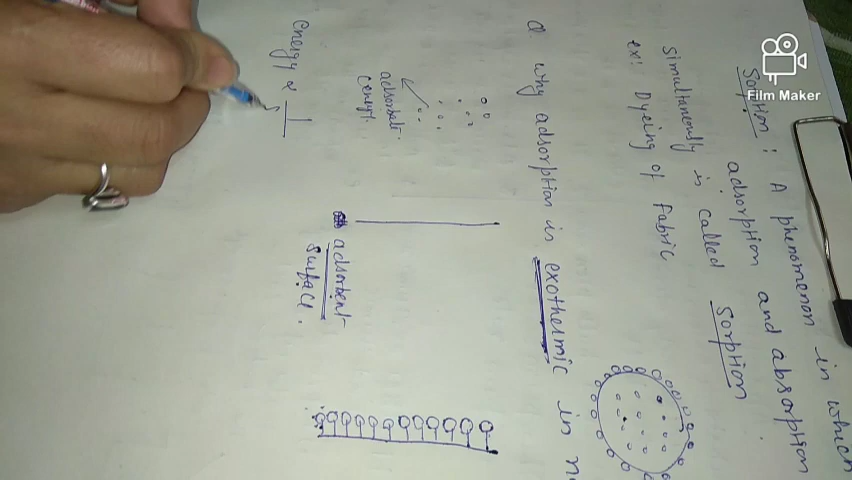 Sorption : A phenomenon in which
adsorption and absorption
simultaneously is called Sorption
ex: Dyeing of fabric
Q why adsorption is exothermic in
adsorbate
adsorbent
surface.
energy α 1
S
Film Maker